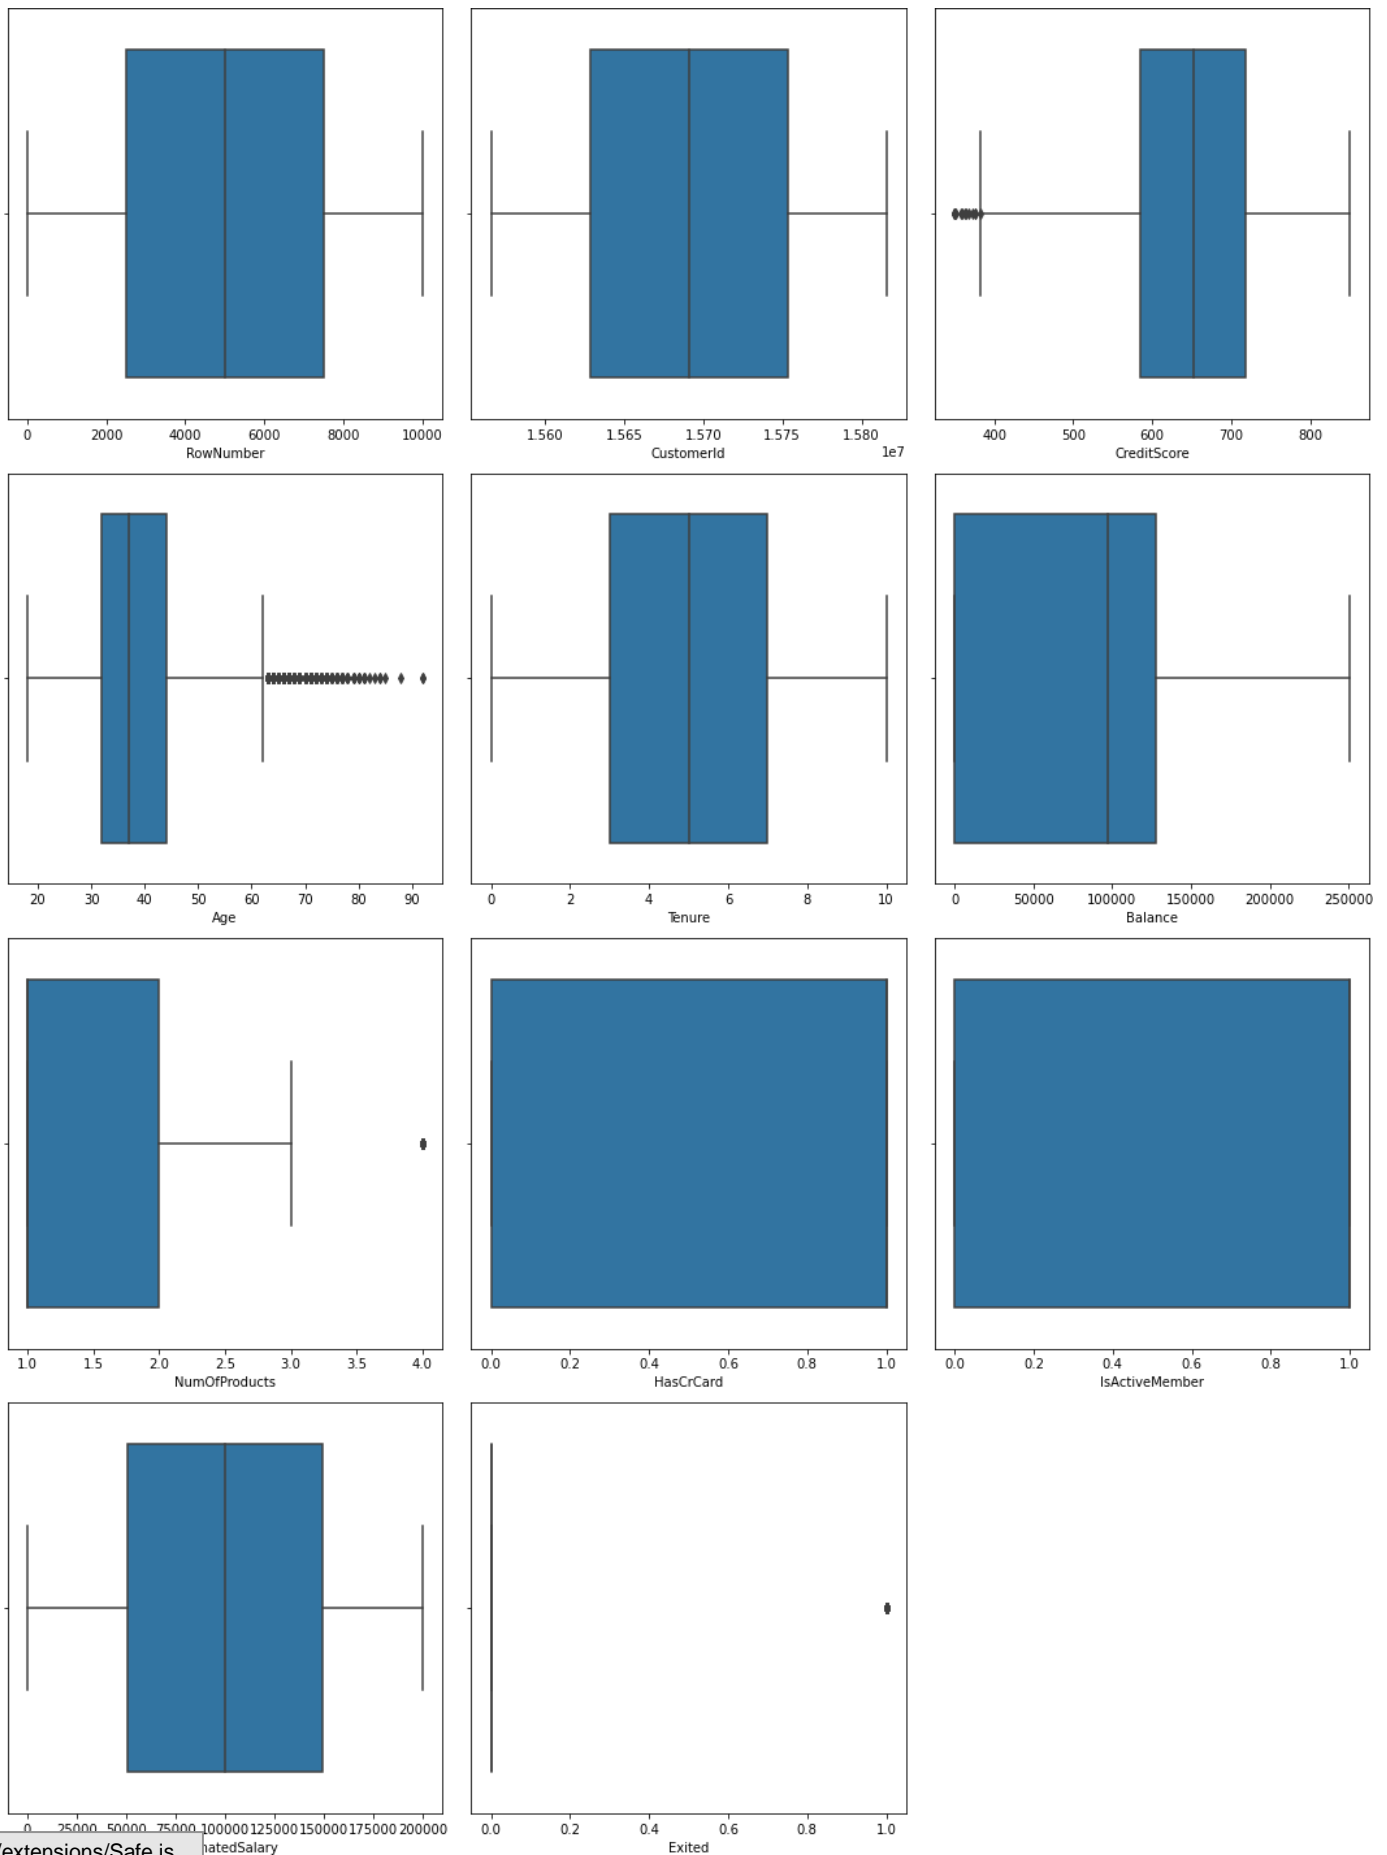 0 2000 4000 6000 8000 10000
RowNumber
1.560 1.565 1.570 1.575 1.580
CustomerId 1e7
400 500 600 700 800
CreditScore
20 30 40 50 60 70 80 90
Age
0 2 4 6 8 10
Tenure
0 50000 100000 150000 200000 250000
Balance
1.0 1.5 2.0 2.5 3.0 3.5 4.0
NumOfProducts
0.0 0.2 0.4 0.6 0.8 1.0
HasCrCard
0.0 0.2 0.4 0.6 0.8 1.0
IsActiveMember
0 25000 50000 75000 100000 125000 150000 175000 200000
natedSalary
0.0 0.2 0.4 0.6 0.8 1.0
Exited
/extensions/Safe.js